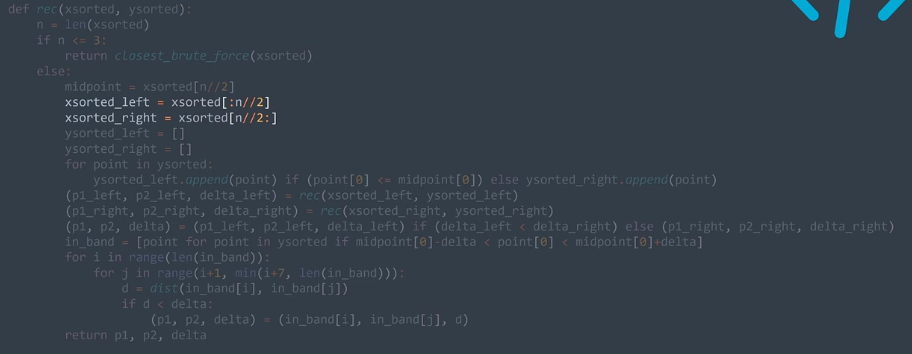 def rec(xsorted, ysorted):
    n = len(xsorted)
    if n <= 3:
        return closest_brute_force(xsorted)
    else:
        midpoint = xsorted[n//2]
        xsorted_left = xsorted[:n//2]
        xsorted_right = xsorted[n//2:]
        ysorted_left = []
        ysorted_right = []
        for point in ysorted:
            ysorted_left.append(point) if (point[0] <= midpoint[0]) else ysorted_right.append(point)
        (p1_left, p2_left, delta_left) = rec(xsorted_left, ysorted_left)
        (p1_right, p2_right, delta_right) = rec(xsorted_right, ysorted_right)
        (p1, p2, delta) = (p1_left, p2_left, delta_left) if (delta_left < delta_right) else (p1_right, p2_right, delta_right)
        in_band = [point for point in ysorted if midpoint[0]-delta < point[0] < midpoint[0]+delta]
        for i in range(len(in_band)):
            for j in range(i+1, min(i+7, len(in_band))):
                d = dist(in_band[i], in_band[j])
                if d < delta:
                    (p1, p2, delta) = (in_band[i], in_band[j], d)
        return p1, p2, delta